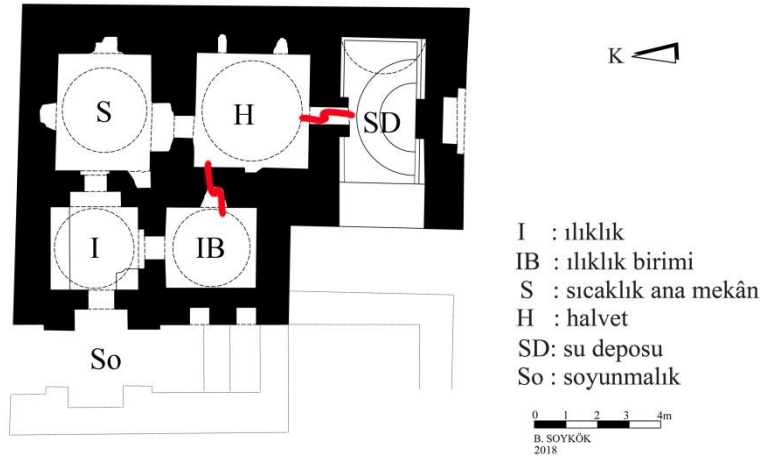 K
S
H
SD
I
IB
So
I : ılıklık
IB : ılıklık birimi
S : sıcaklık ana mekân
H : halvet
SD: su deposu
So : soyunmalık
0 1 2 3 4m
B. SOYKÖK
2018